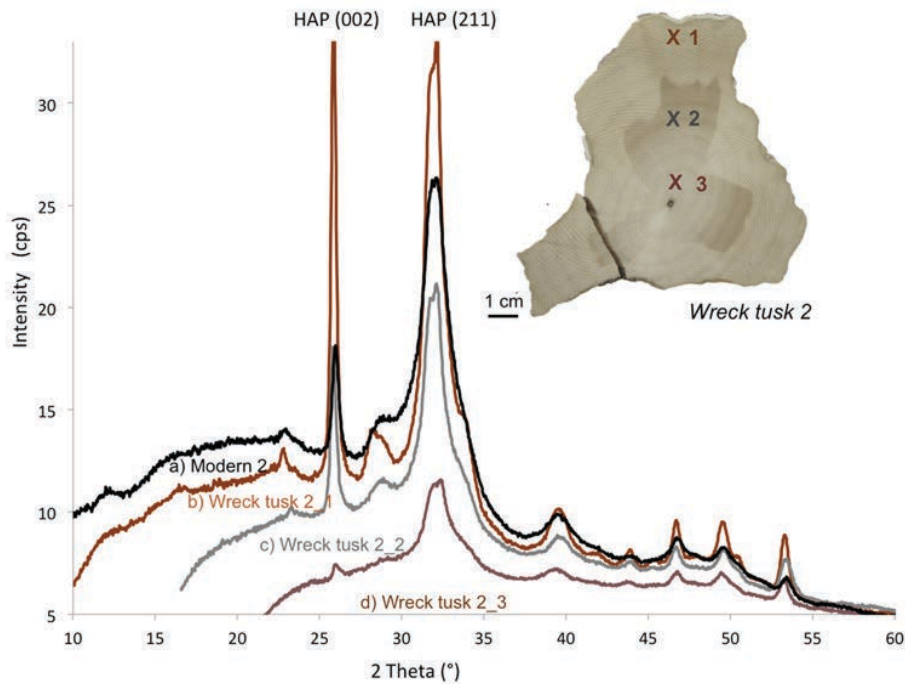 HAP (002)
HAP (211)
X 1
X 2
X 3
1 cm
Wreck tusk 2
Intensity (cps)
30
25
20
15
10
5
a) Modern 2
b) Wreck tusk 2_1
c) Wreck tusk 2_2
d) Wreck tusk 2_3
10
15
20
25
30
35
40
45
50
55
60
2 Theta (°)